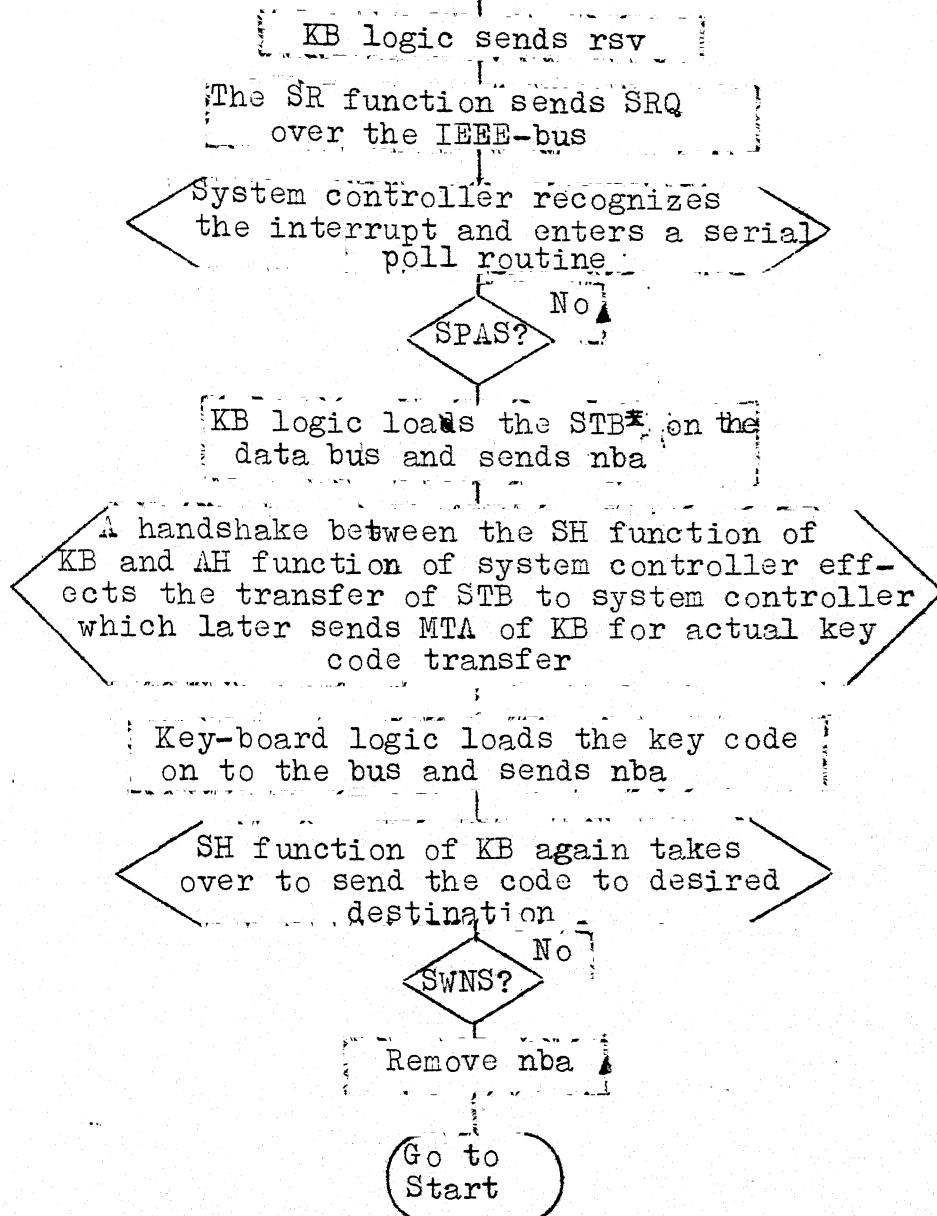 KB logic sends rsv
The SR function sends SRQ
over the IEEE-bus
System controller recognizes
the interrupt and enters a serial
poll routine
No
SPAS?
KB logic loads the STB* on the
data bus and sends nba
A handshake between the SH function of
KB and AH function of system controller eff-
ects the transfer of STB to system controller
which later sends MTA of KB for actual key
code transfer
Key-board logic loads the key code
on to the bus and sends nba
SH function of KB again takes
over to send the code to desired
destination
No
SWNS?
Remove nba
Go to
Start